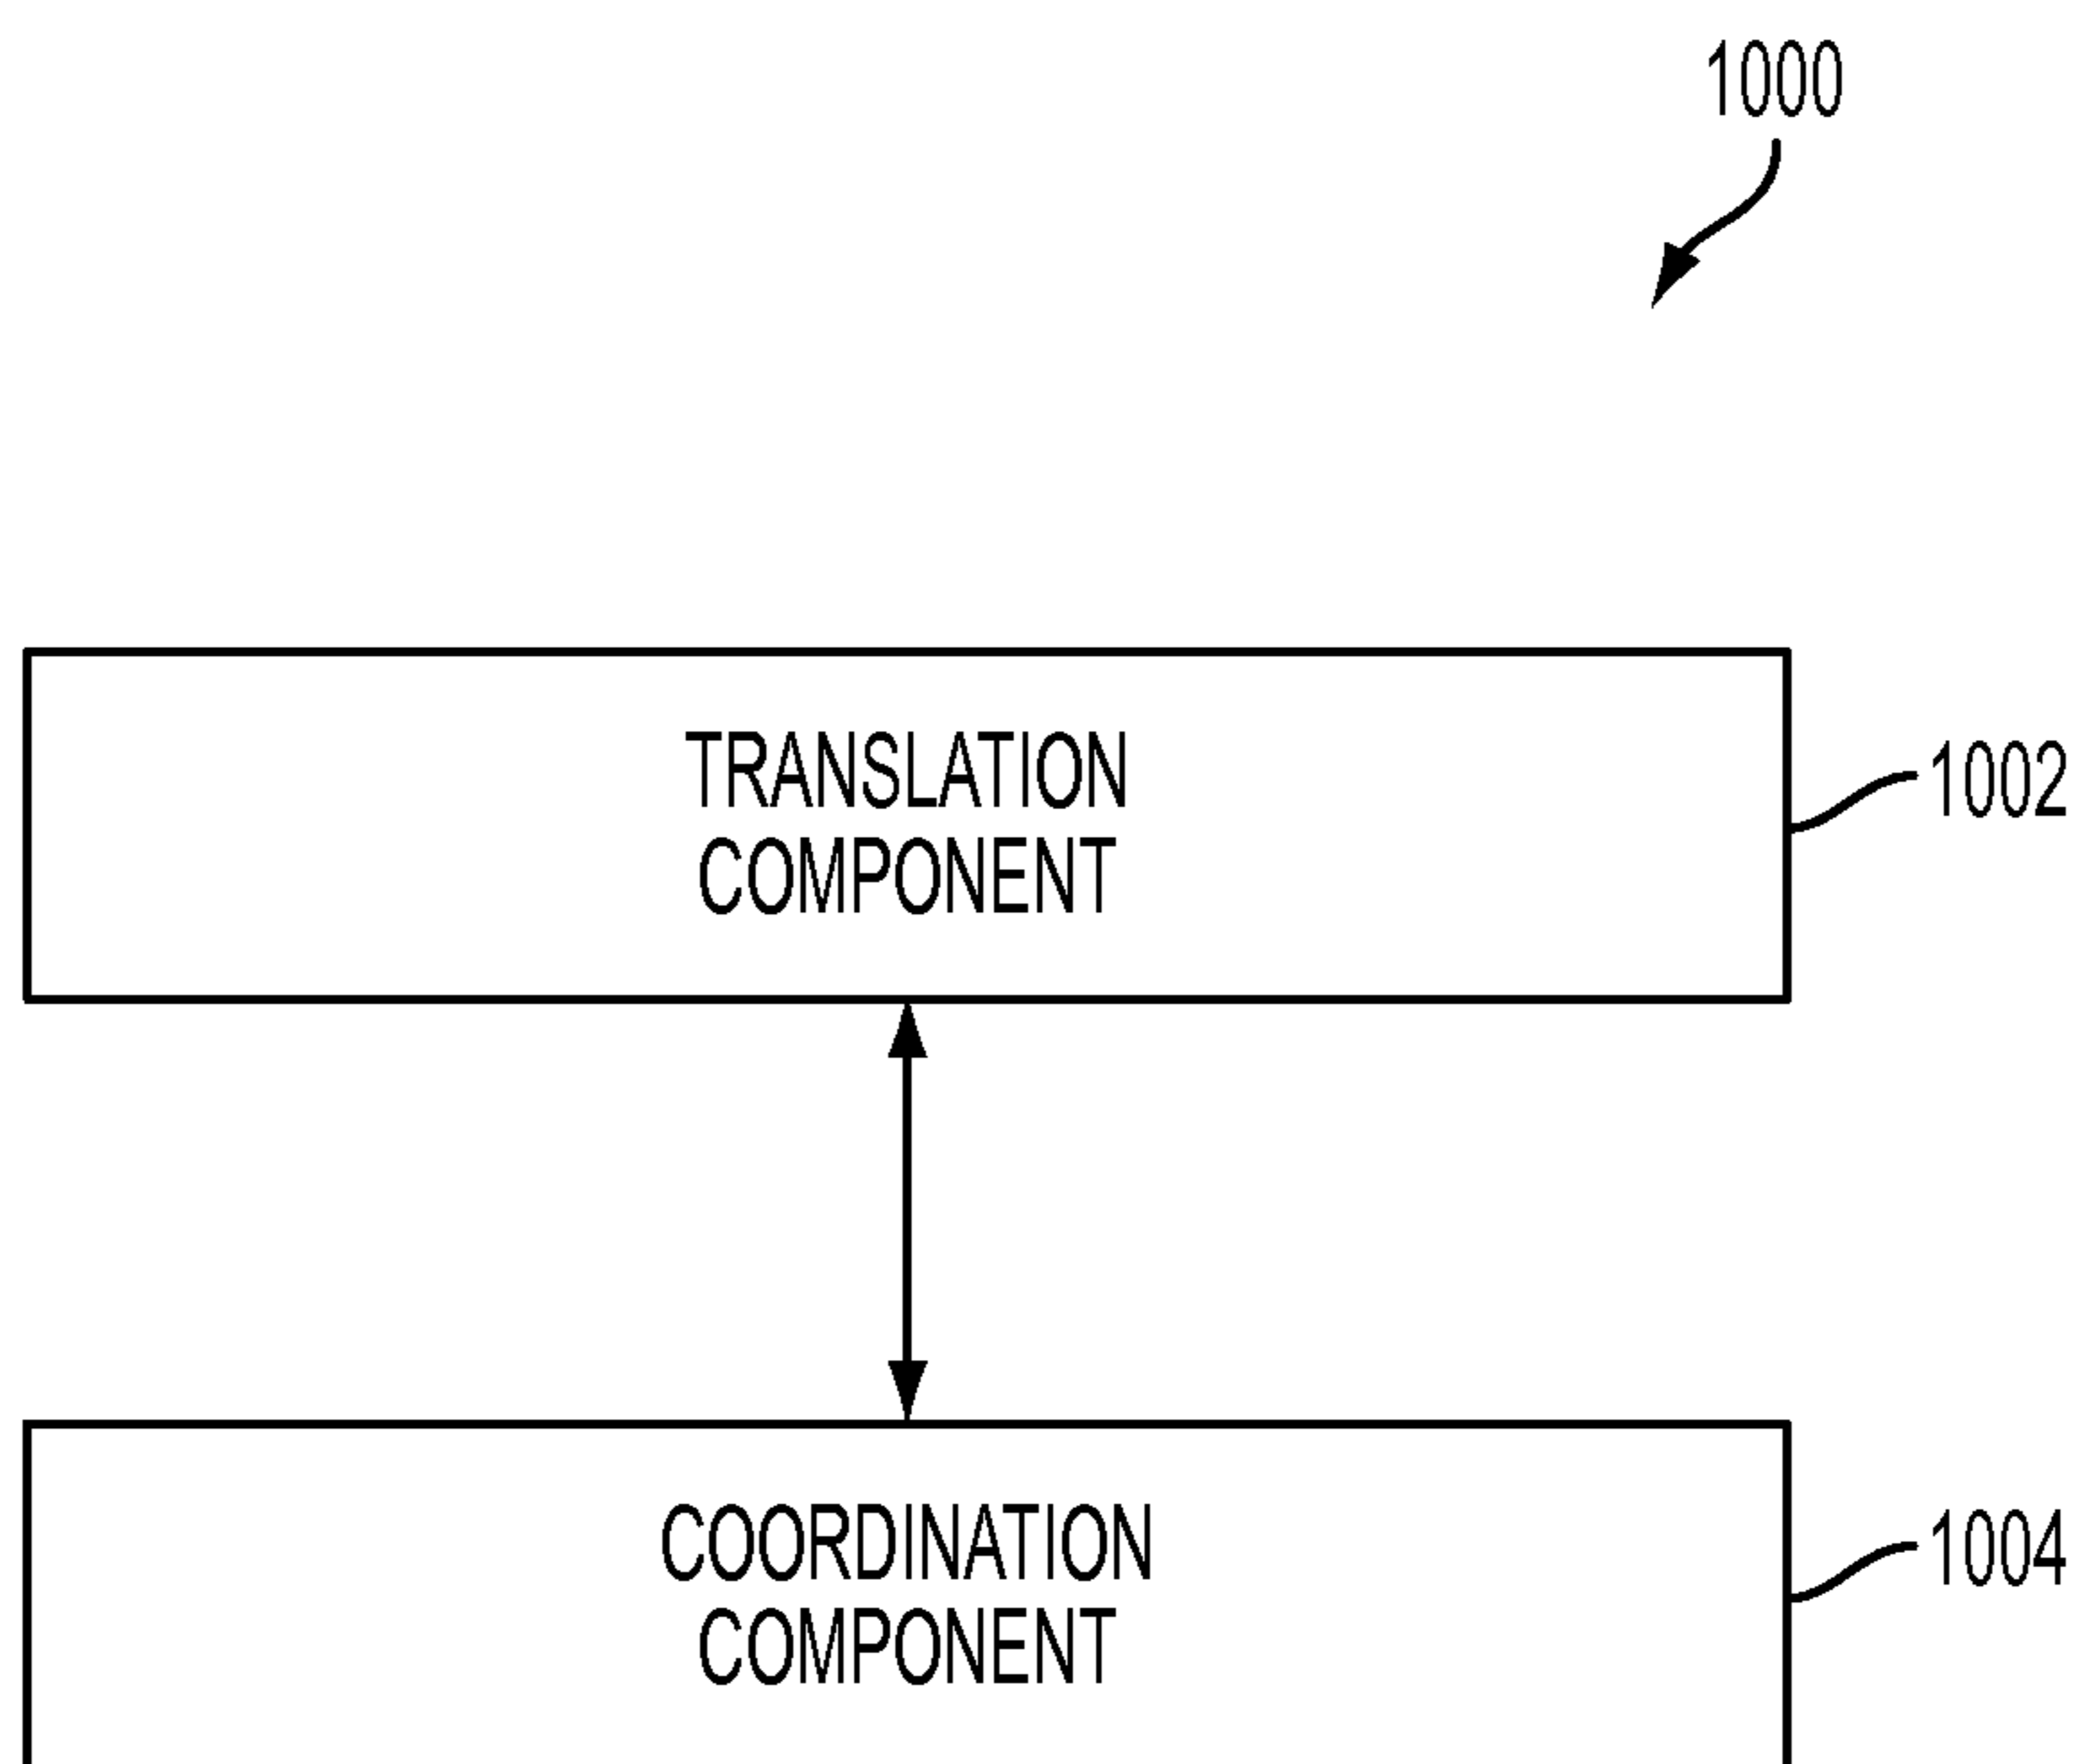 1000
TRANSLATION
COMPONENT
1002
COORDINATION
COMPONENT
1004